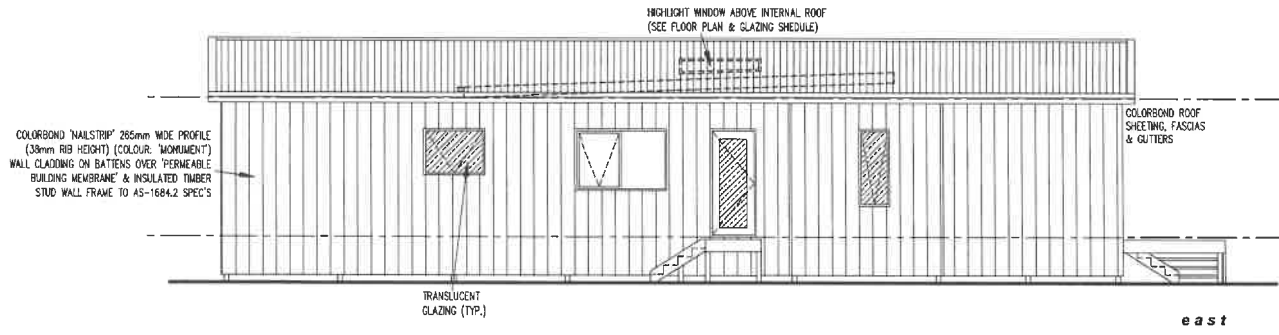 HIGHLIGHT WINDOW ABOVE INTERNAL ROOF
(SEE FLOOR PLAN & GLAZING SHEDULE)
COLORBOND 'NAILSTRIP' 265mm WIDE PROFILE
(38mm RIB HEIGHT) (COLOUR: 'MONUMENT')
WALL CLADDING ON BATTENS OVER 'PERMEABLE
BUILDING MEMBRANE' & INSULATED TIMBER
STUD WALL FRAME TO AS-1684.2 SPEC'S
COLORBOND ROOF
SHEETING, FASCIAS
& GUTTERS
TRANSLUCENT
GLAZING (TYP.)
east